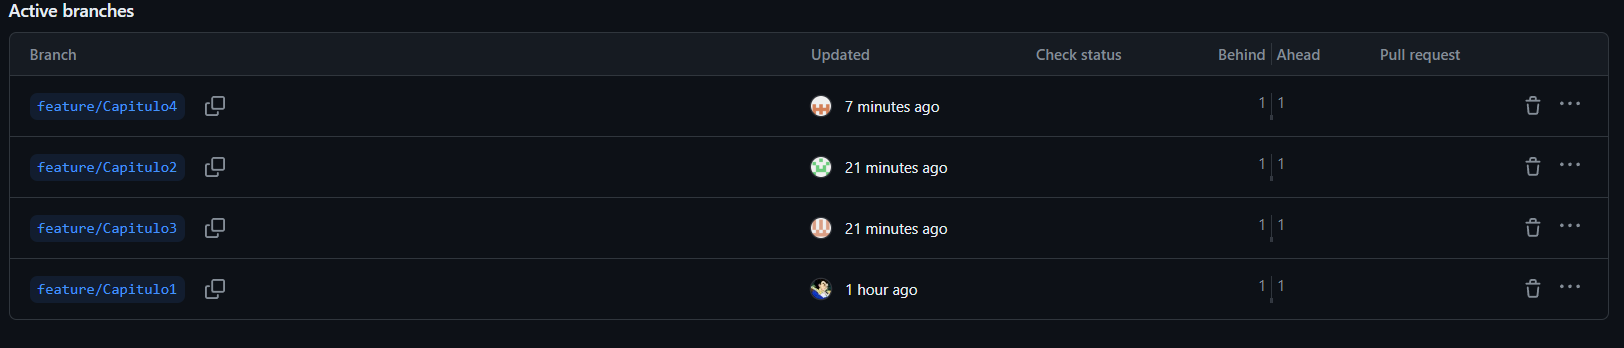 Active branches
Branch Updated Check status Behind Ahead Pull request
feature/Capitulo4 7 minutes ago 1 1
feature/Capitulo2 21 minutes ago 1 1
feature/Capitulo3 21 minutes ago 1 1
feature/Capitulo1 1 hour ago 1 1